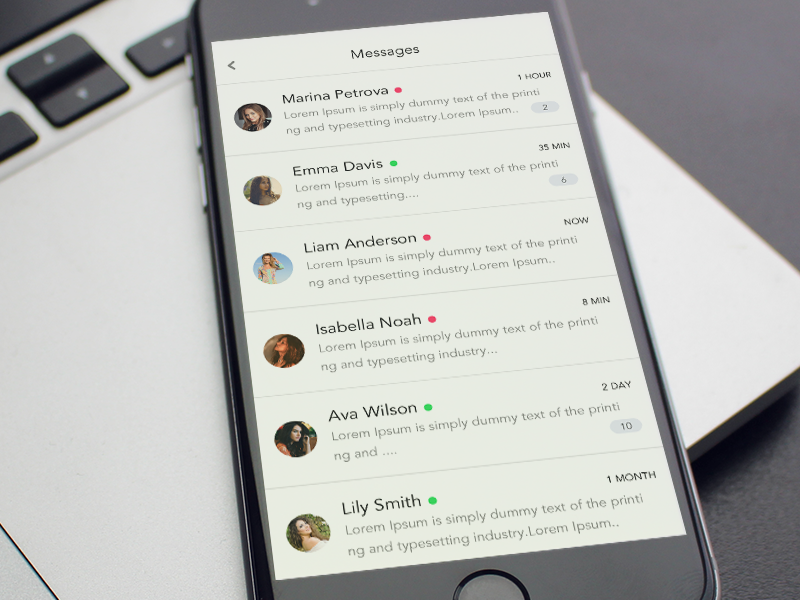 Messages
Marina Petrova
1 HOUR
Lorem Ipsum is simply dummy text of the printi
ng and typesetting industry.Lorem Ipsum..
2
Emma Davis
35 MIN
Lorem Ipsum is simply dummy text of the printi
ng and typesetting....
6
Liam Anderson
NOW
Lorem Ipsum is simply dummy text of the printi
ng and typesetting industry.Lorem Ipsum..
Isabella Noah
8 MIN
Lorem Ipsum is simply dummy text of the printi
ng and typesetting industry...
Ava Wilson
2 DAY
Lorem Ipsum is simply dummy text of the printi
ng and ....
10
Lily Smith
1 MONTH
Lorem Ipsum is simply dummy text of the printi
ng and typesetting industry.Lorem Ipsum..